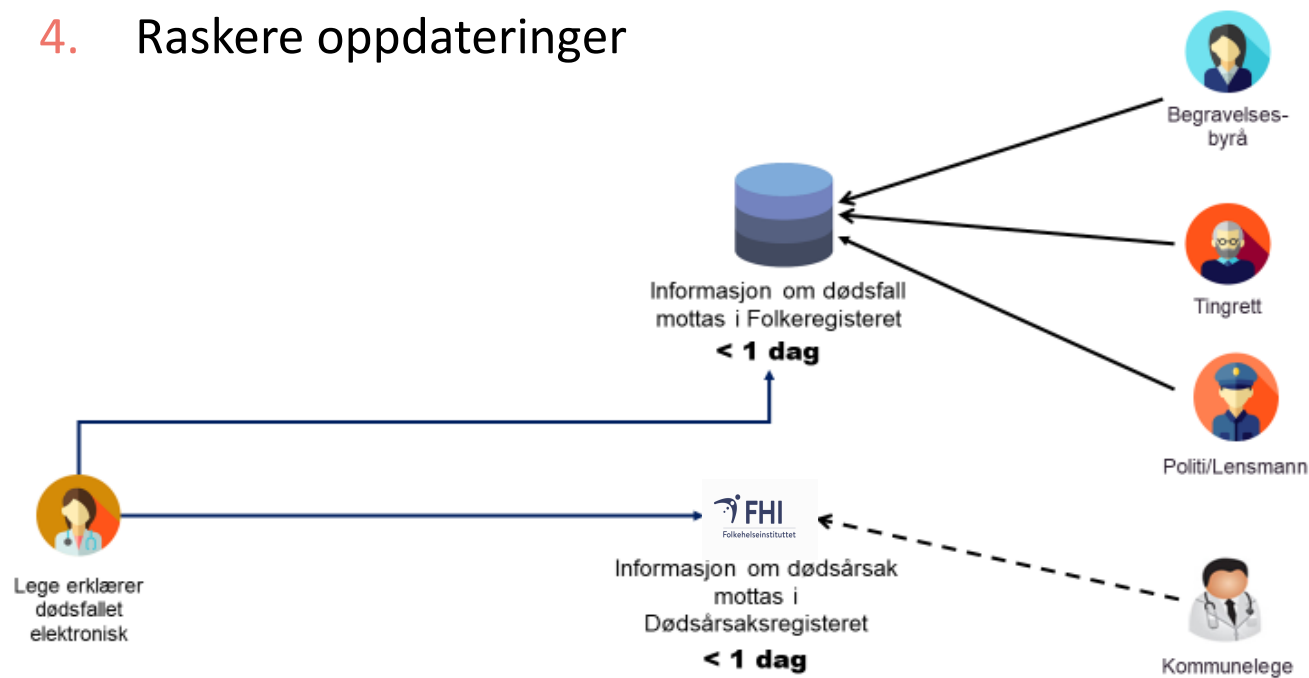 4. Raskere oppdateringer
Begravelses-
byrå
Tingrett
Informasjon om dødsfall
mottas i Folkeregisteret
< 1 dag
Politi/Lensmann
FHI
Folkehelseinstituttet
Lege erklærer
dødsfallet
elektronisk
Informasjon om dødsårsak
mottas i
Dødsårsaksregisteret
< 1 dag
Kommunelege